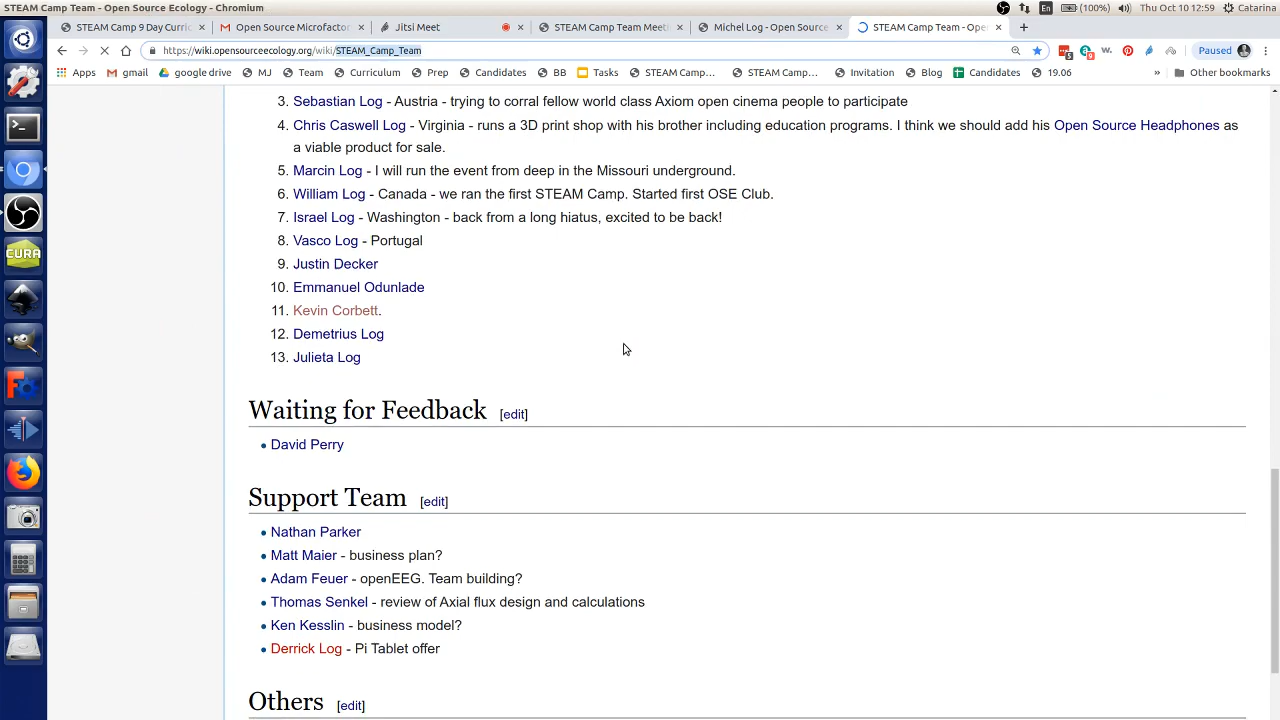 STEAM Camp Team - Open Source Ecology - Chromium
En (100%) Thu Oct 10 12:59 Catarina
STEAM Camp 9 Day Curric
Open Source Microfactor
Jitsi Meet
STEAM Camp Team Meeti
Michel Log - Open Source
STEAM Camp Team - Ope
https://wiki.opensourceecology.org/wiki/STEAM_Camp_Team
Paused
Apps gmail google drive MJ Team Curriculum Prep Candidates BB Tasks STEAM Camp... STEAM Camp... Invitation Blog Candidates 19.06 » Other bookmarks
3. Sebastian Log - Austria - trying to corral fellow world class Axiom open cinema people to participate
4. Chris Caswell Log - Virginia - runs a 3D print shop with his brother including education programs. I think we should add his Open Source Headphones as
a viable product for sale.
5. Marcin Log - I will run the event from deep in the Missouri underground.
6. William Log - Canada - we ran the first STEAM Camp. Started first OSE Club.
7. Israel Log - Washington - back from a long hiatus, excited to be back!
8. Vasco Log - Portugal
9. Justin Decker
10. Emmanuel Odunlade
11. Kevin Corbett.
12. Demetrius Log
13. Julieta Log
Waiting for Feedback [edit]
David Perry
Support Team [edit]
Nathan Parker
Matt Maier - business plan?
Adam Feuer - openEEG. Team building?
Thomas Senkel - review of Axial flux design and calculations
Ken Kesslin - business model?
Derrick Log - Pi Tablet offer
Others [edit]
CURA